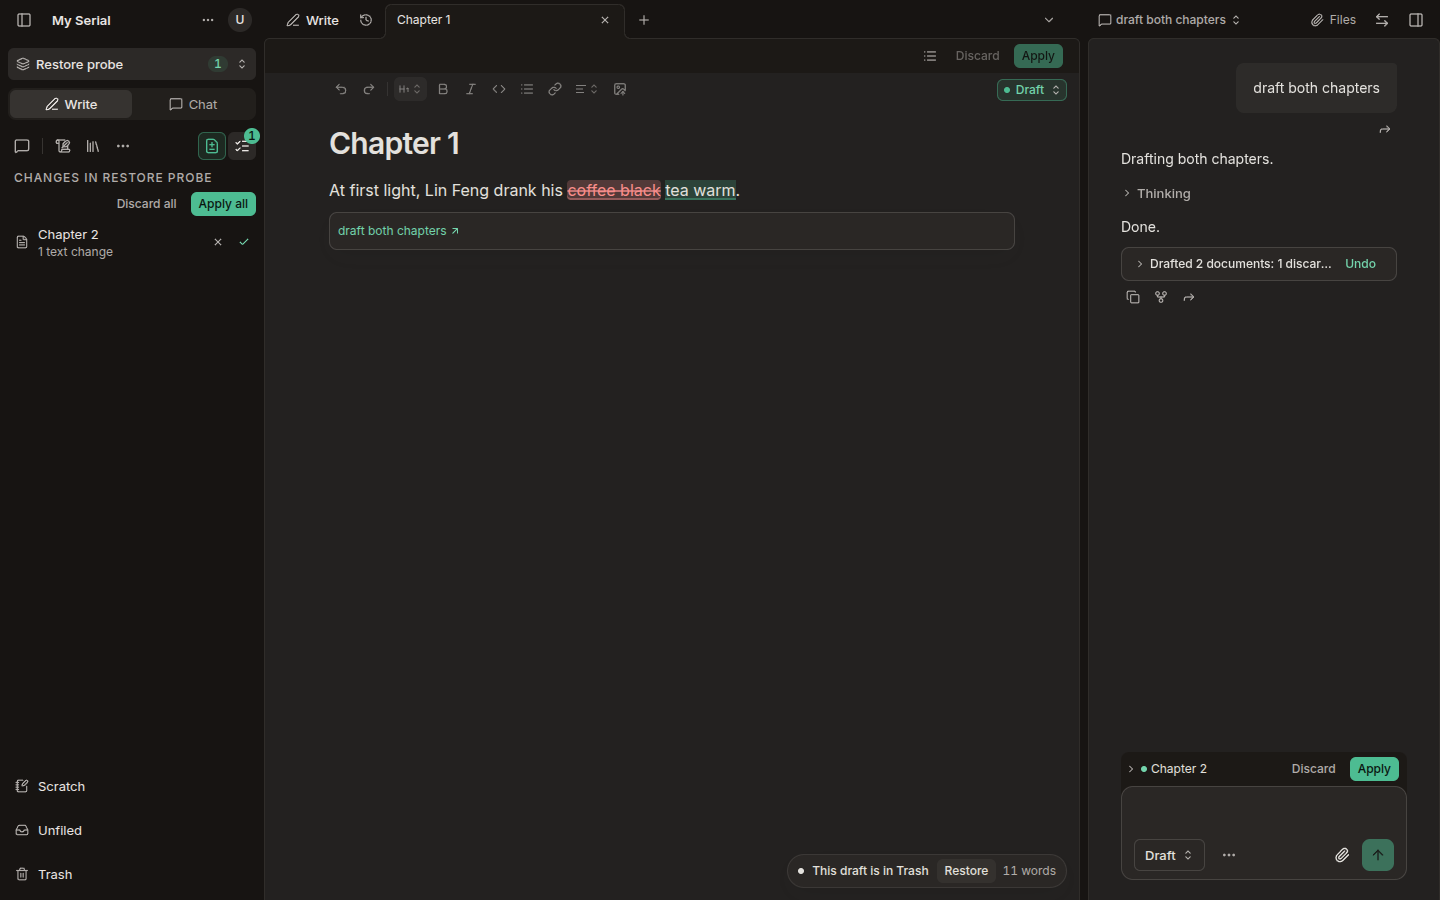 My Serial
U
Write
Chapter 1
draft both chapters
Files
Restore probe
1
Write
Chat
1
CHANGES IN RESTORE PROBE
Discard all
Apply all
Chapter 2
1 text change
Scratch
Unfiled
Trash
Discard
Apply
H1
B
I
Draft
Chapter 1
At first light, Lin Feng drank his coffee black tea warm.
draft both chapters
This draft is in Trash
Restore
11 words
draft both chapters
Drafting both chapters.
Thinking
Done.
Drafted 2 documents: 1 discar...
Undo
Chapter 2
Discard
Apply
Draft